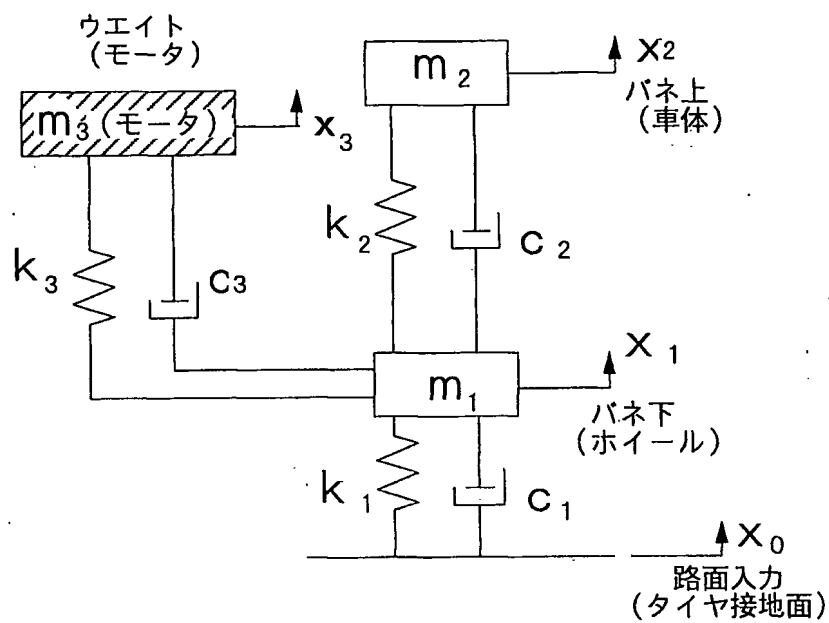 ウエイト
(モータ)
m3(モータ)
x3
m2
X2
バネ上
(車体)
k2
c2
k3
c3
m1
X1
バネ下
(ホイール)
k1
c1
X0
路面入力
(タイヤ接地面)